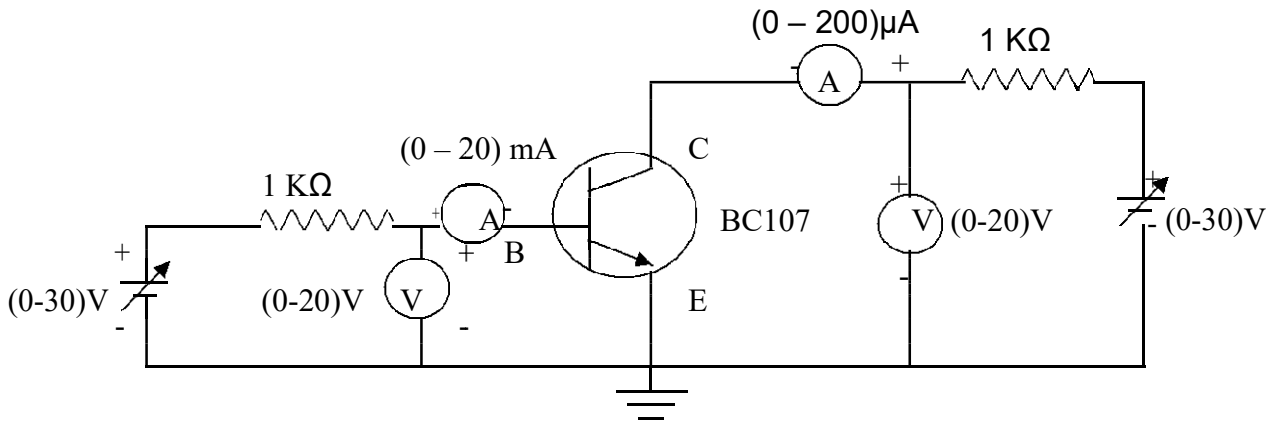 (0 – 200)µA
1 KΩ
- A +
(0 – 20) mA
C
1 KΩ
+ A -
B
BC107
+
V (0-20)V
-
+
- (0-30)V
+
(0-30)V
-
+
(0-20)V V
-
E